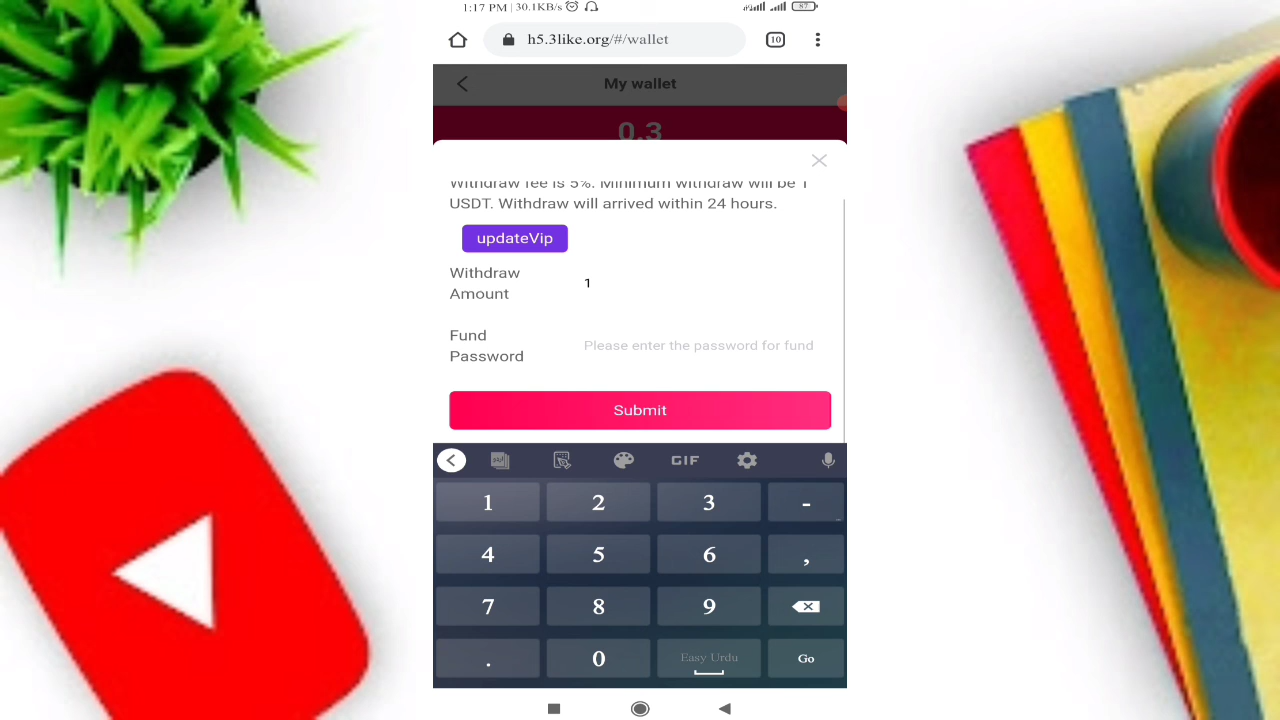 1:17 PM | 30.1KB/s
87
h5.3like.org/#/wallet
10
My wallet
0.3
Withdraw fee is 5%. Minimum withdraw will be 1
USDT. Withdraw will arrived within 24 hours.
updateVip
Withdraw
Amount
1
Fund
Password
Please enter the password for fund
Submit
GIF
1 2 3 -
4 5 6 ,
7 8 9
. 0 Easy Urdu Go